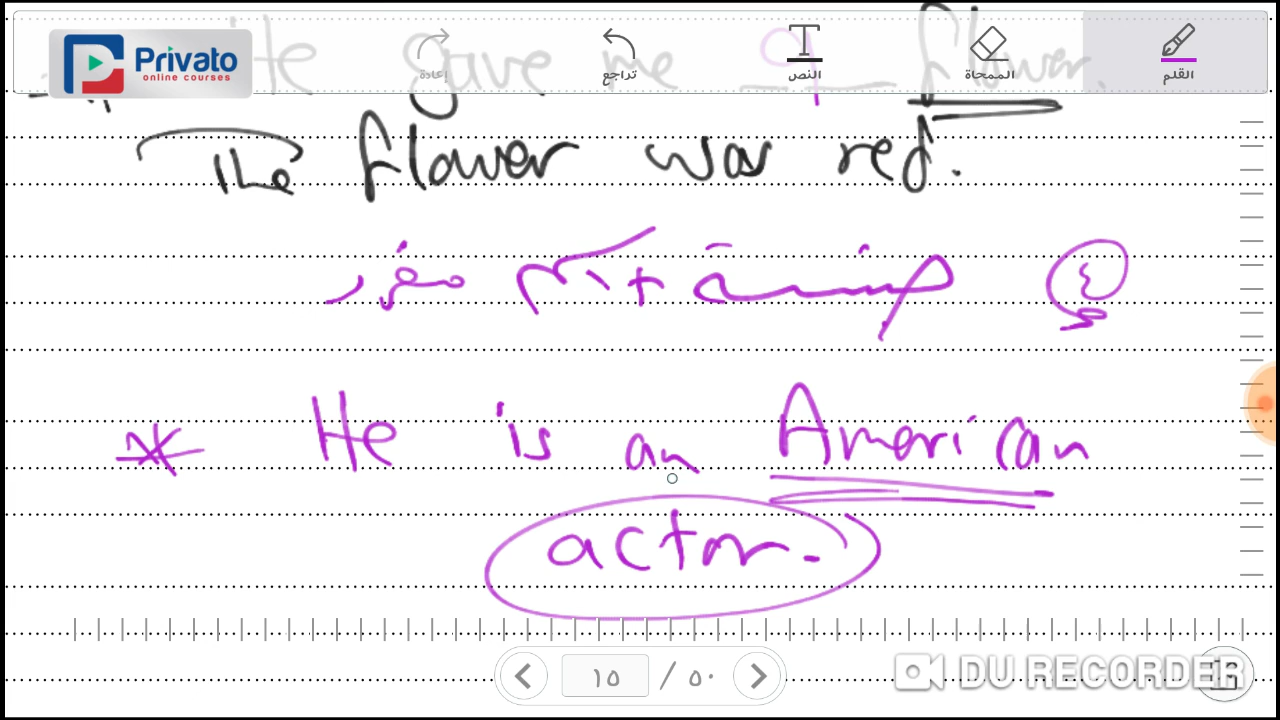 Privato
online courses
إعادة
تراجع
النص
الممحاة
القلم
He gave me a flower.
The flower was red.
جنسية + اسم مفرد
* He is an American
actor.
١٥ / ٥٠
DU RECORDER